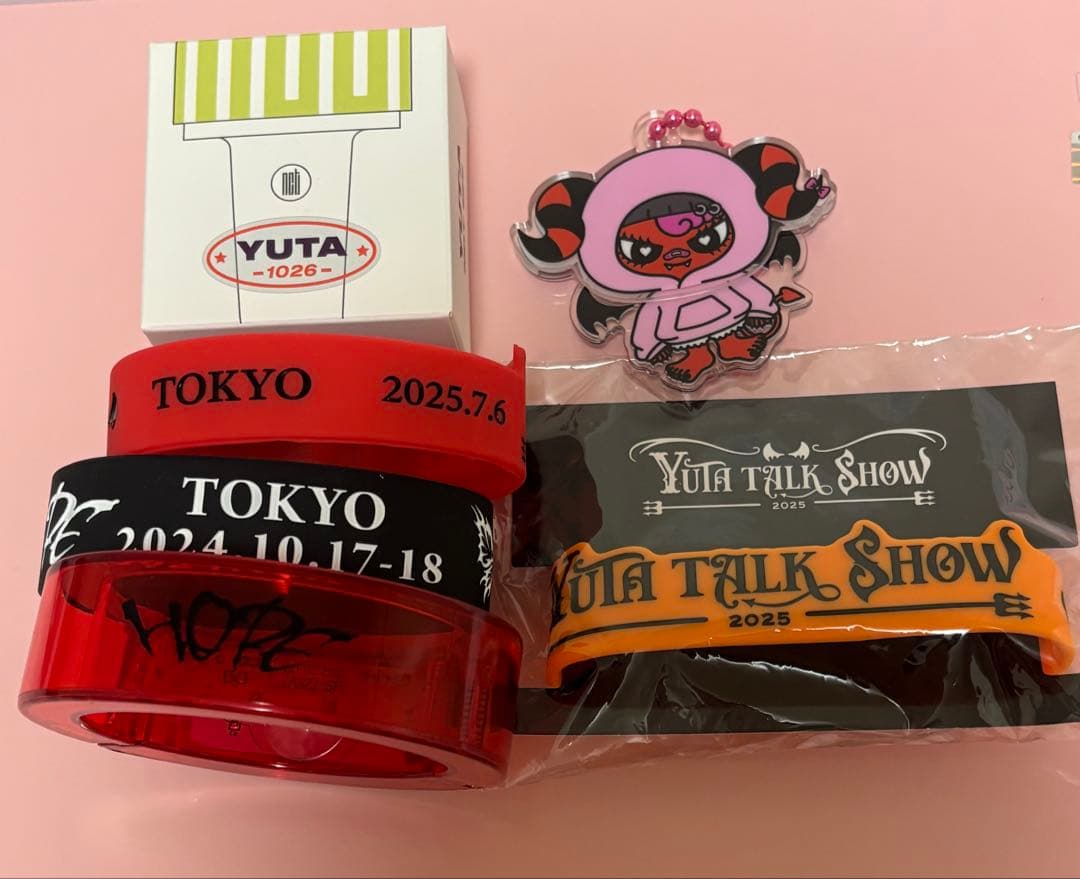 nct
YUTA
-1026-
TOKYO 2025.7.6
TOKYO
2024.10.17-18
HOPE
YUTA TALK SHOW
2025
YUTA TALK SHOW
2025